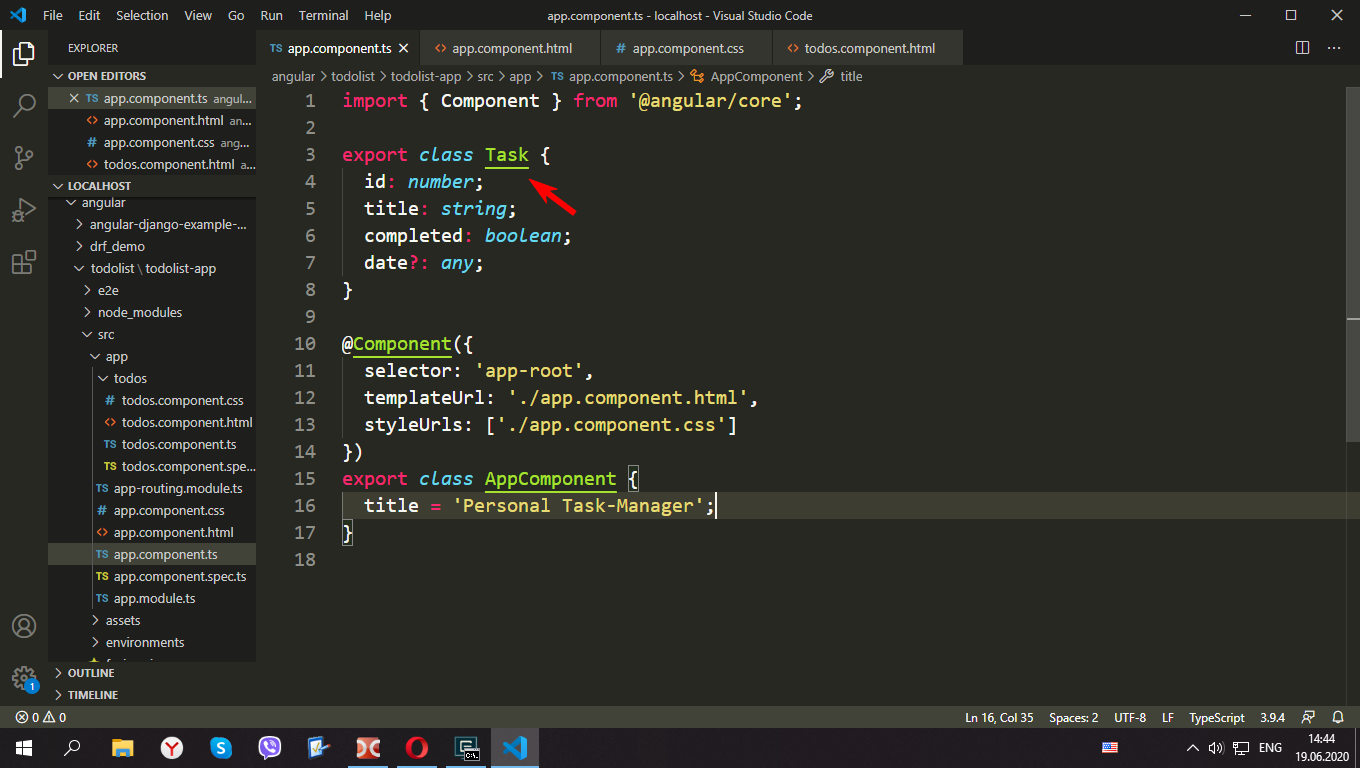 File Edit Selection View Go Run Terminal Help app.component.ts - localhost - Visual Studio Code
EXPLORER
TS app.component.ts
<> app.component.html
# app.component.css
<> todos.component.html
OPEN EDITORS
TS app.component.ts angul...
<> app.component.html an...
# app.component.css ang...
<> todos.component.html a...
LOCALHOST
angular
angular-django-example-...
drf_demo
todolist \ todolist-app
e2e
node_modules
src
app
todos
# todos.component.css
<> todos.component.html
TS todos.component.ts
TS todos.component.spe...
TS app-routing.module.ts
# app.component.css
<> app.component.html
TS app.component.ts
TS app.component.spec.ts
TS app.module.ts
assets
environments
OUTLINE
TIMELINE
angular > todolist > todolist-app > src > app > TS app.component.ts > AppComponent > title
1 import { Component } from '@angular/core';
2
3 export class Task {
4 id: number;
5 title: string;
6 completed: boolean;
7 date?: any;
8 }
9
10 @Component({
11 selector: 'app-root',
12 templateUrl: './app.component.html',
13 styleUrls: ['./app.component.css']
14 })
15 export class AppComponent {
16 title = 'Personal Task-Manager';
17 }
18
1
0 0 Ln 16, Col 35 Spaces: 2 UTF-8 LF TypeScript 3.9.4
C:\
ENG
14:44
19.06.2020